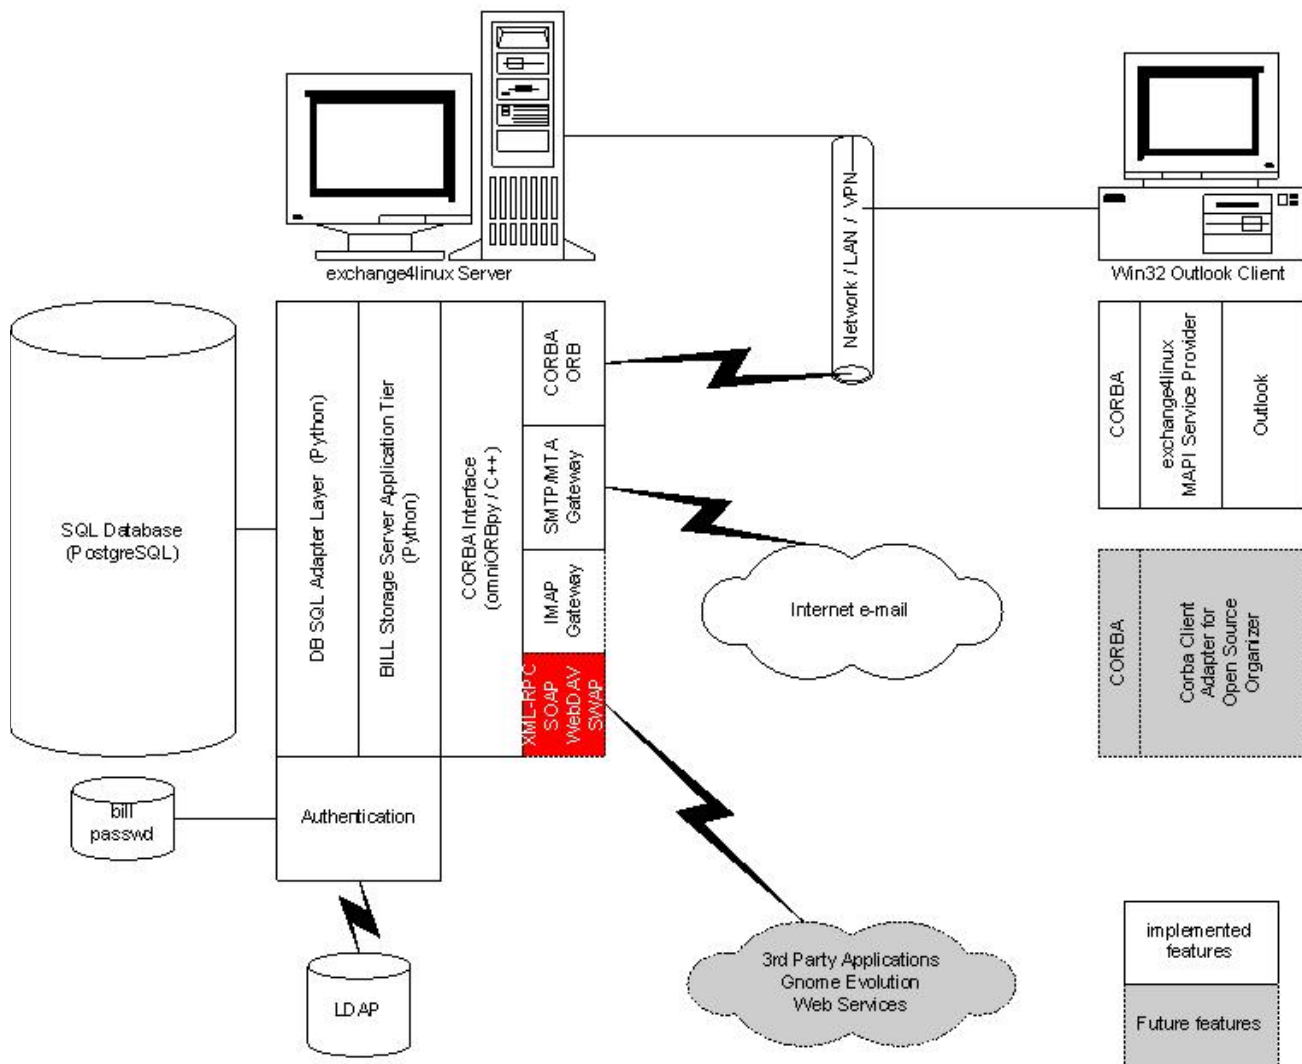 exchange4linux Server
Win32 Outlook Client
Network / LAN / VPN
SQL Database
(PostgreSQL)
DB SQL Adapter Layer (Python)
BILL Storage Server Application Tier
(Python)
CORBA Interface
(omniORBpy / C++)
CORBA
ORB
SMTP/MTA
Gateway
IMAP
Gateway
XML-RPC
SOAP
WebDAV
SWAP
CORBA
exchange4linux
MAPI Service Provider
Outlook
Internet e-mail
CORBA
Corba Client
Adapter for
Open Source
Organizer
bill
passwd
Authentication
LDAP
3rd Party Applications
Gnome Evolution
Web Services
implemented
features
Future features